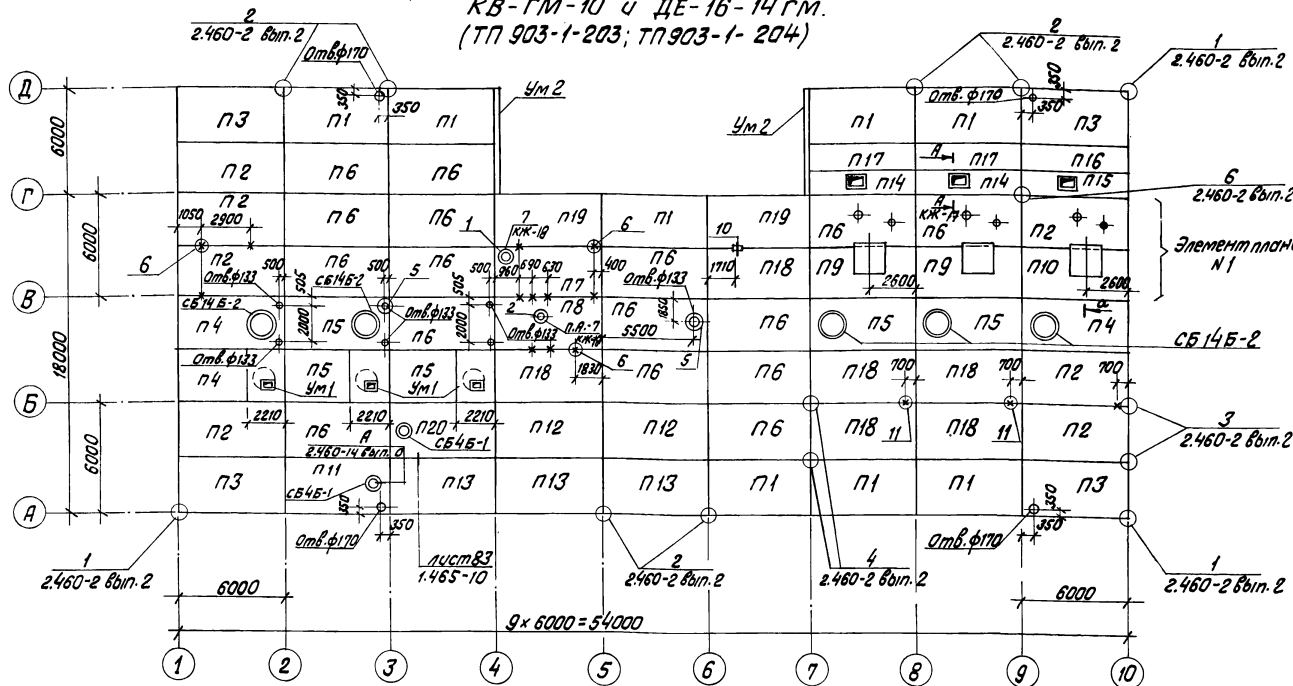 КВ-ГМ-10 и ДЕ-16-14ГМ.
(ТП 903-1-203; ТП 903-1-204)
2
2.460-2 вып.2
Отв.ф170
350
350
Ум 2
2
2.460-2 вып.2
1
2.460-2 вып.2
Отв.ф170
350
350
Ум 2
Д
П3 П1 П1 П1 П1 П3
6000
П2 П6 П6 П17 А П17 П16
П14 П14 П15
Г
6
2.460-2 вып.2
П2 П6 П6 П19 П1 П19 П6 П6 П2
1050 2900 1 7 КЖ-18 6 10 А КЖ-17
Элемент плана N1
6000
П2 П6 П6 П7 П6 П18 П9 П9 П10
6 500 500 500 960 690 630 400 1710 2600 2600
Отв.ф133 505 СБ14Б-2 5 505 Отв.ф133
В
СБ14Б-2 Отв.ф133 П8 П6 1850 а
П4 2000 П5 П6 2000 2 П.А.-7 5500 П6 П5 П5 П4
Отв.ф133 Отв.ф133 КЖ-19 6 5 СБ14Б-2
18000
П4 П5 П5 П18 П6 П6 П18 П18 П2
Ум1 Ум1 1830 700 700 700
Б
2210 2210 2210
3
2.460-2 вып.2
П2 П6 П20 П12 П12 П6 П18 П18 П2
А
2.460-14 вып.0
СБ4Б-1 11 11
6000
П3 П11 П13 П13 П13 П1 П1 П1 П3
СБ4Б-1
350
350
350
350
А
Отв.ф170
Отв.ф170
1
2.460-2 вып.2
лист 83
1.465-10
2
2.460-2 вып.2
4
2.460-2 вып.2
1
2.460-2 вып.2
6000
6000
9 x 6000 = 54000
1 2 3 4 5 6 7 8 9 10